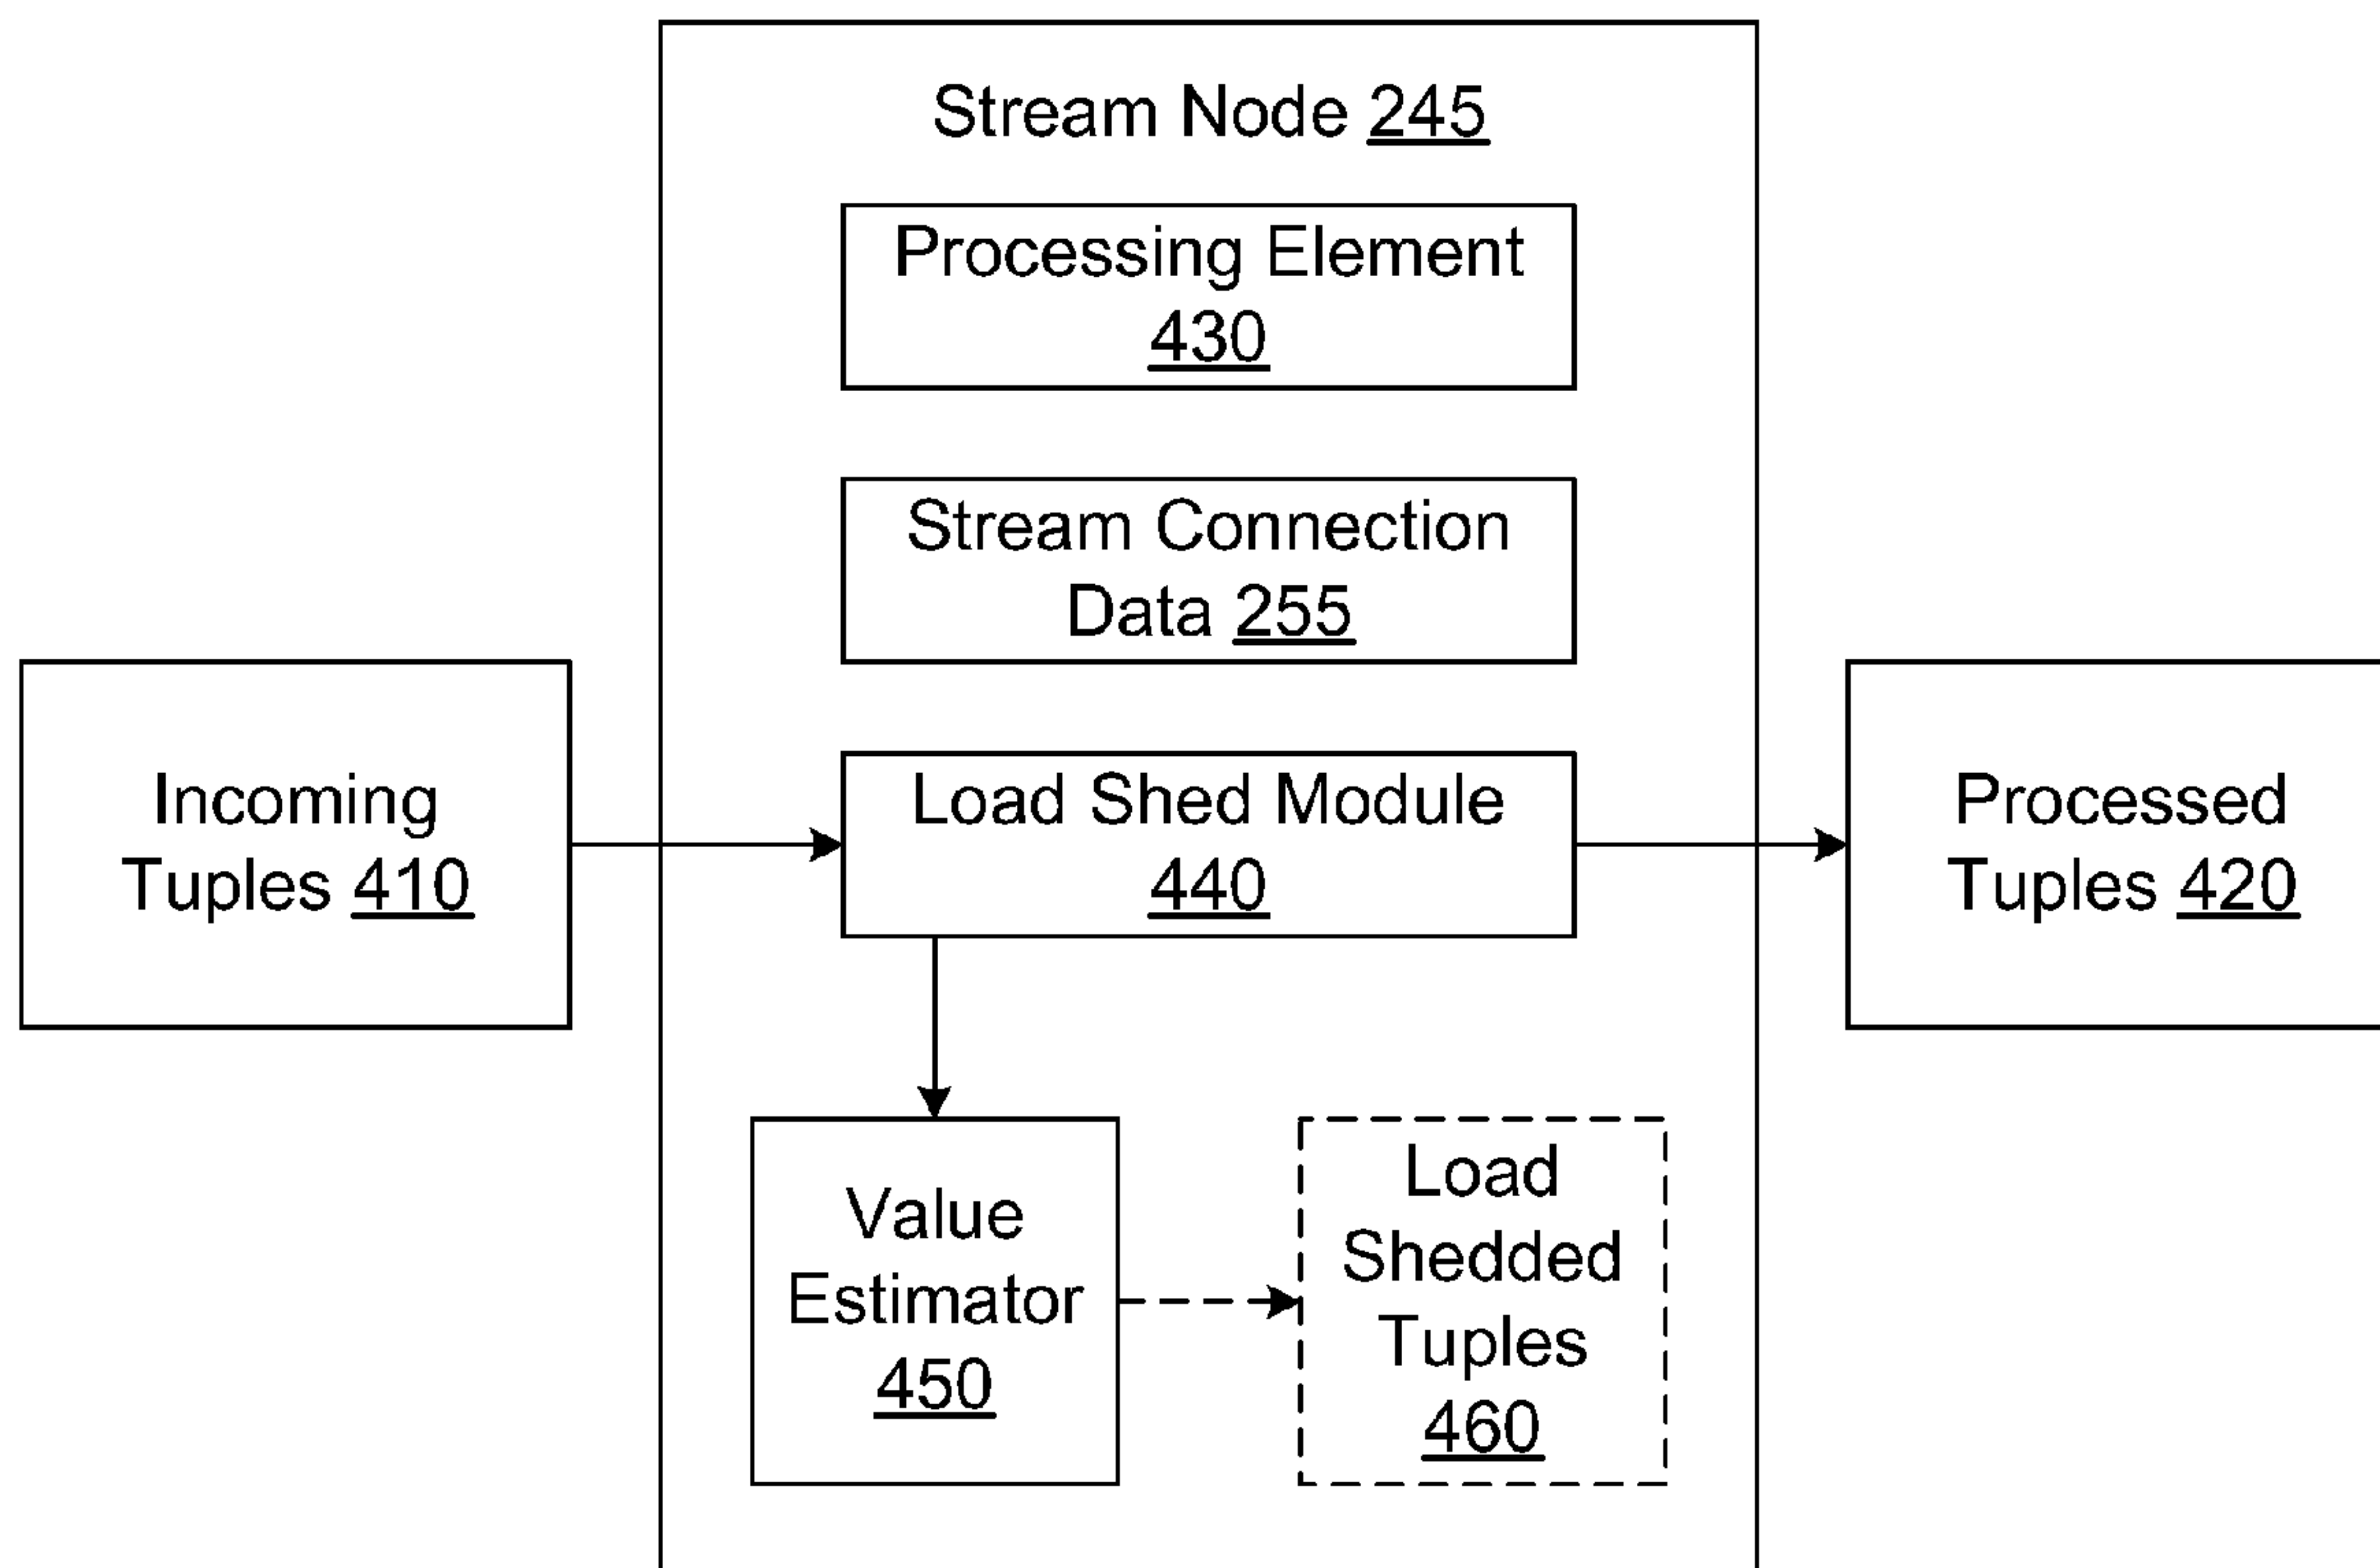 Stream Node 245
Processing Element
430
Stream Connection
Data 255
Incoming
Tuples 410
Load Shed Module
440
Processed
Tuples 420
Value
Estimator
450
Load
Shedded
Tuples
460